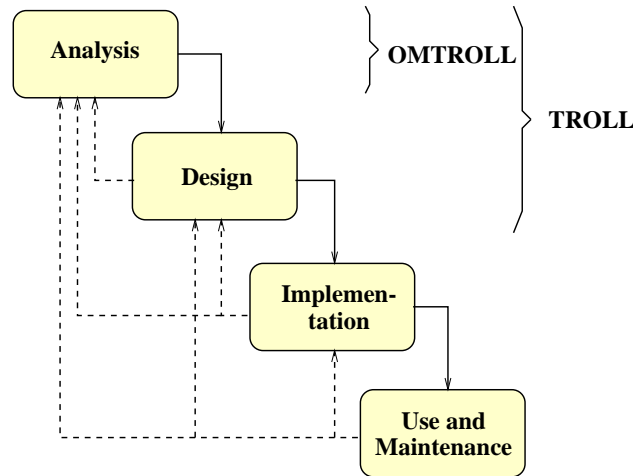 Analysis
OMTROLL
TROLL
Design
Implemen-
tation
Use and
Maintenance